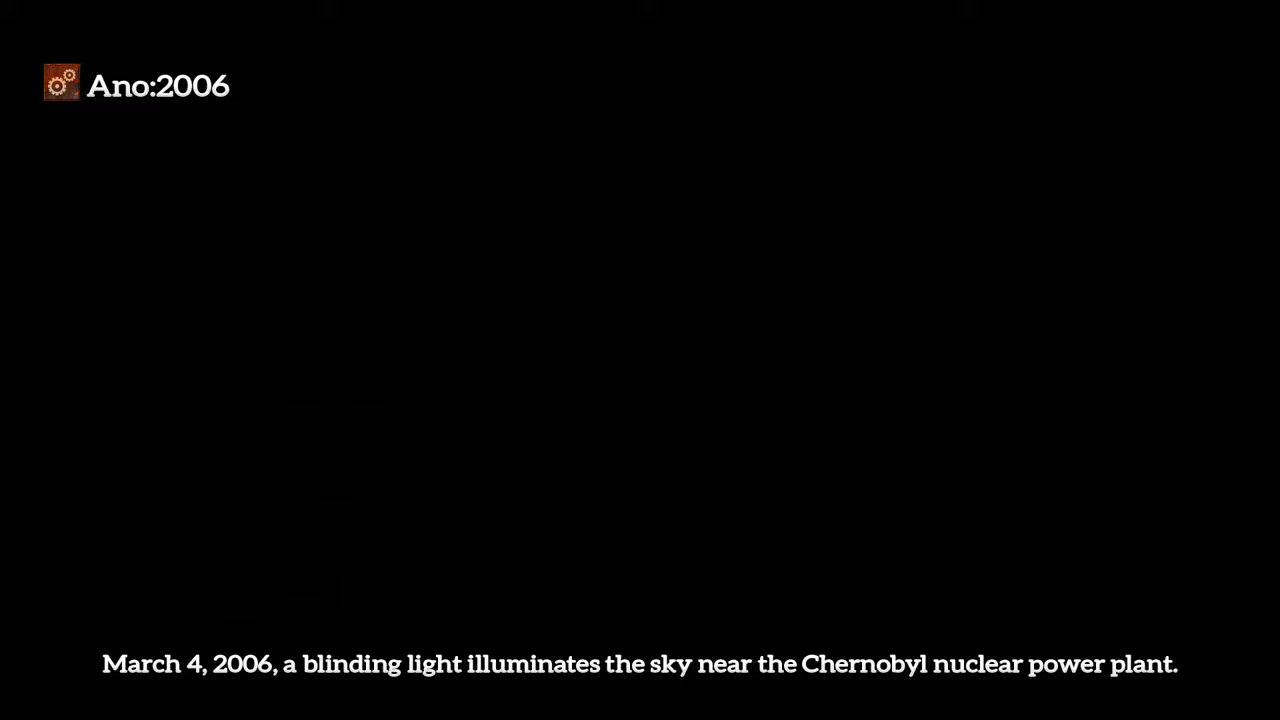 Ano:2006
March 4, 2006, a blinding light illuminates the sky near the Chernobyl nuclear power plant.